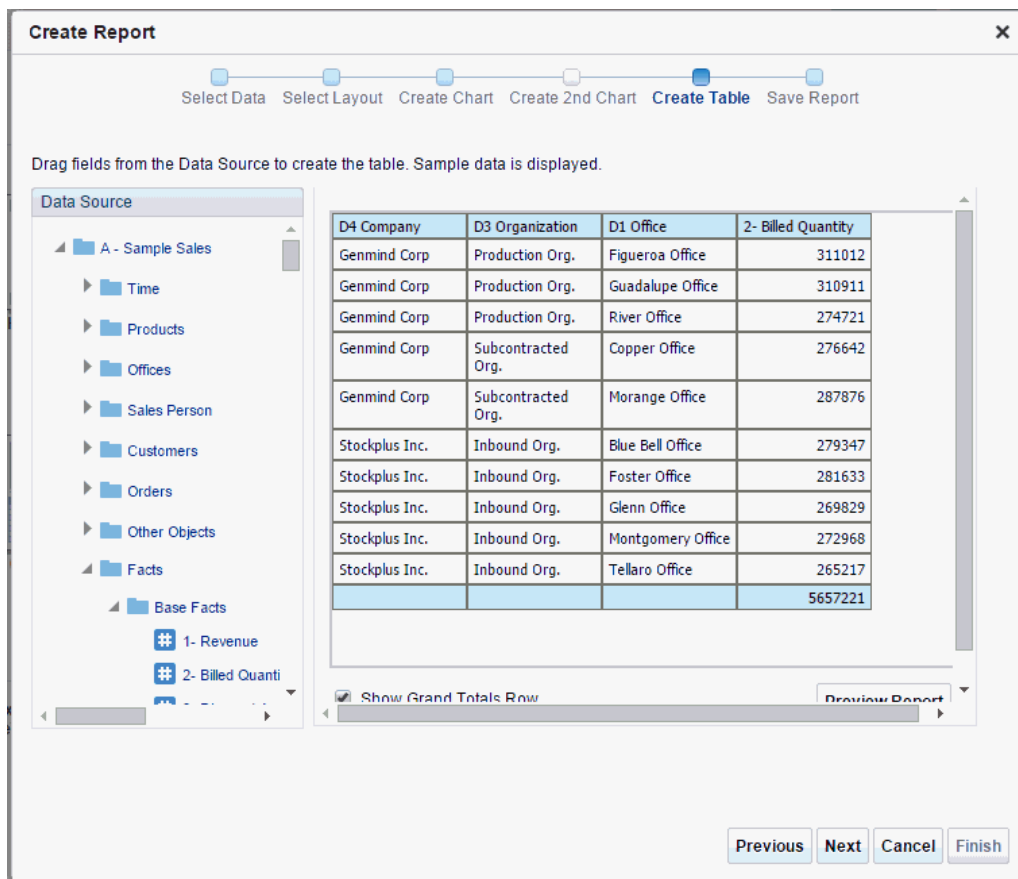 Create Report
Select Data Select Layout Create Chart Create 2nd Chart Create Table Save Report
Drag fields from the Data Source to create the table. Sample data is displayed.
Data Source
A - Sample Sales
Time
Products
Offices
Sales Person
Customers
Orders
Other Objects
Facts
Base Facts
1- Revenue
2- Billed Quanti
D4 Company D3 Organization D1 Office 2- Billed Quantity
Genmind Corp Production Org. Figueroa Office 311012
Genmind Corp Production Org. Guadalupe Office 310911
Genmind Corp Production Org. River Office 274721
Genmind Corp Subcontracted Copper Office 276642
Org.
Genmind Corp Subcontracted Morange Office 287876
Org.
Stockplus Inc. Inbound Org. Blue Bell Office 279347
Stockplus Inc. Inbound Org. Foster Office 281633
Stockplus Inc. Inbound Org. Glenn Office 269829
Stockplus Inc. Inbound Org. Montgomery Office 272968
Stockplus Inc. Inbound Org. Tellaro Office 265217
5657221
Show Grand Totals Row Preview Report
Previous Next Cancel Finish